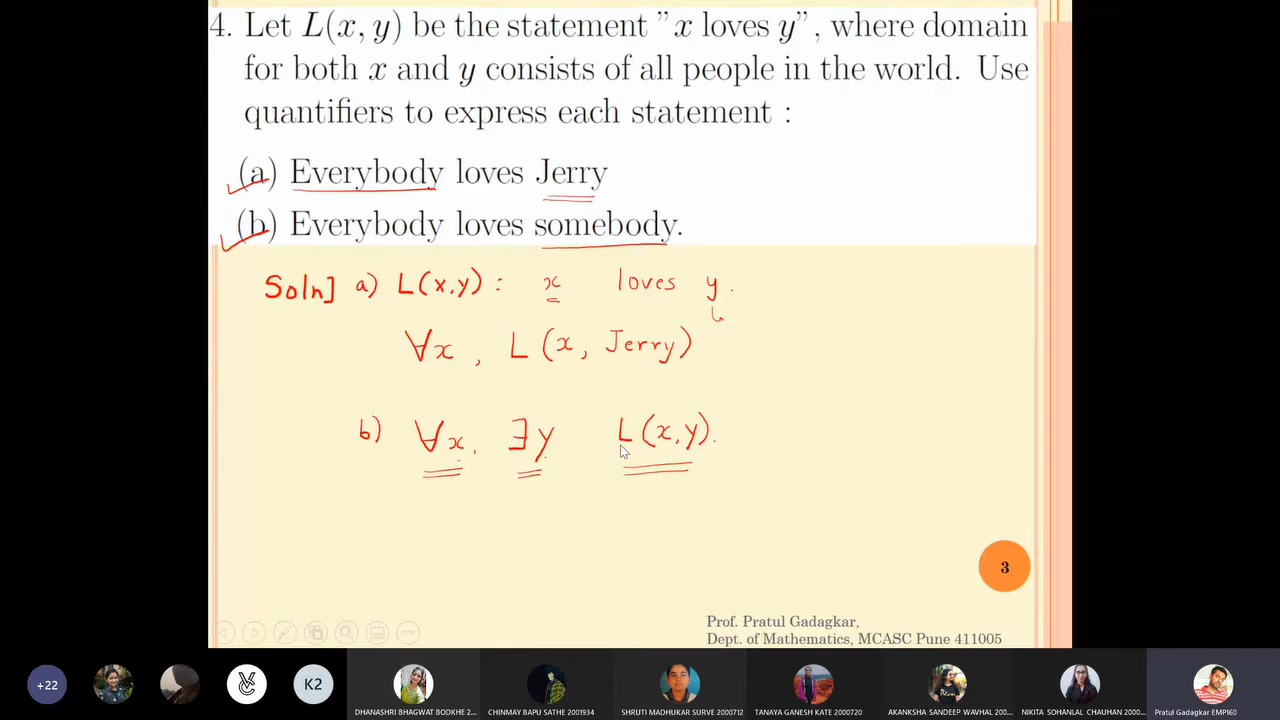 4. Let L(x, y) be the statement ”x loves y”, where domain
for both x and y consists of all people in the world. Use
quantifiers to express each statement :
(a) Everybody loves Jerry
(b) Everybody loves somebody.
Soln] a) L(x,y) : x loves y.
∀x , L(x, Jerry)
b) ∀x, ∃y L(x,y).
3
Prof. Pratul Gadagkar,
Dept. of Mathematics, MCASC Pune 411005
+22
K2
DHANASHRI BHAGWAT BODKHE 2...
CHINMAY BAPU SATHE 2001934
SHRUTI MADHUKAR SURVE 2000712
TANAYA GANESH KATE 2000720
AKANKSHA SANDEEP WAVHAL 200...
NIKITA SOHANLAL CHAUHAN 2000...
Pratul Gadagkar EMP160